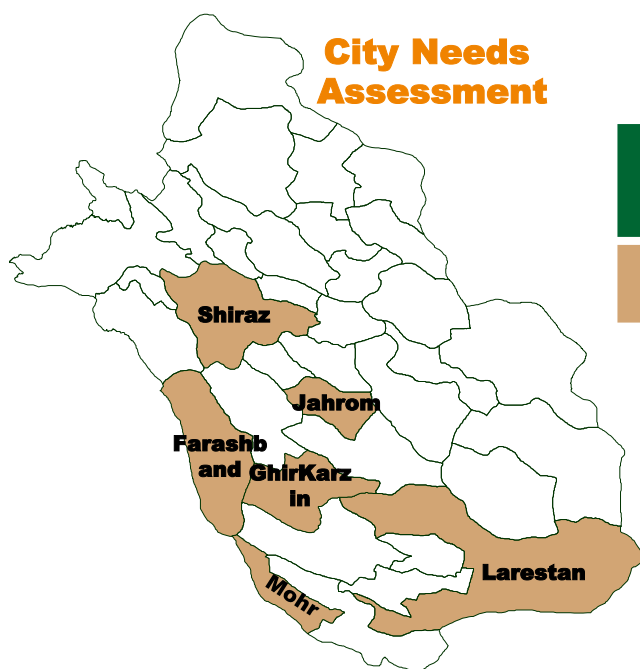 City Needs
Assessment
Shiraz
Jahrom
Farashb
and
GhirKarz
in
Larestan
Mohr